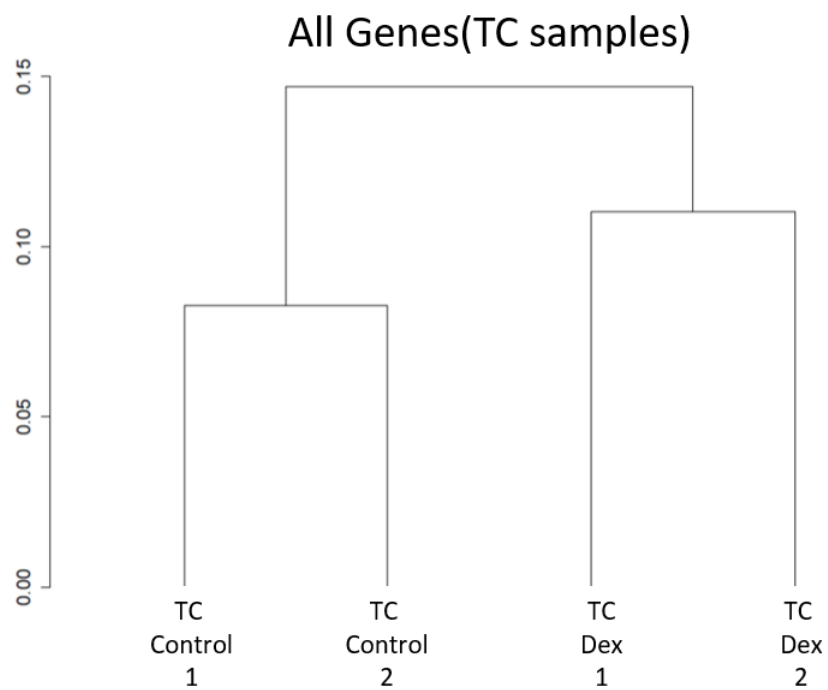 All Genes(TC samples)
0.15
0.10
0.05
0.00
TC
Control
1
TC
Control
2
TC
Dex
1
TC
Dex
2